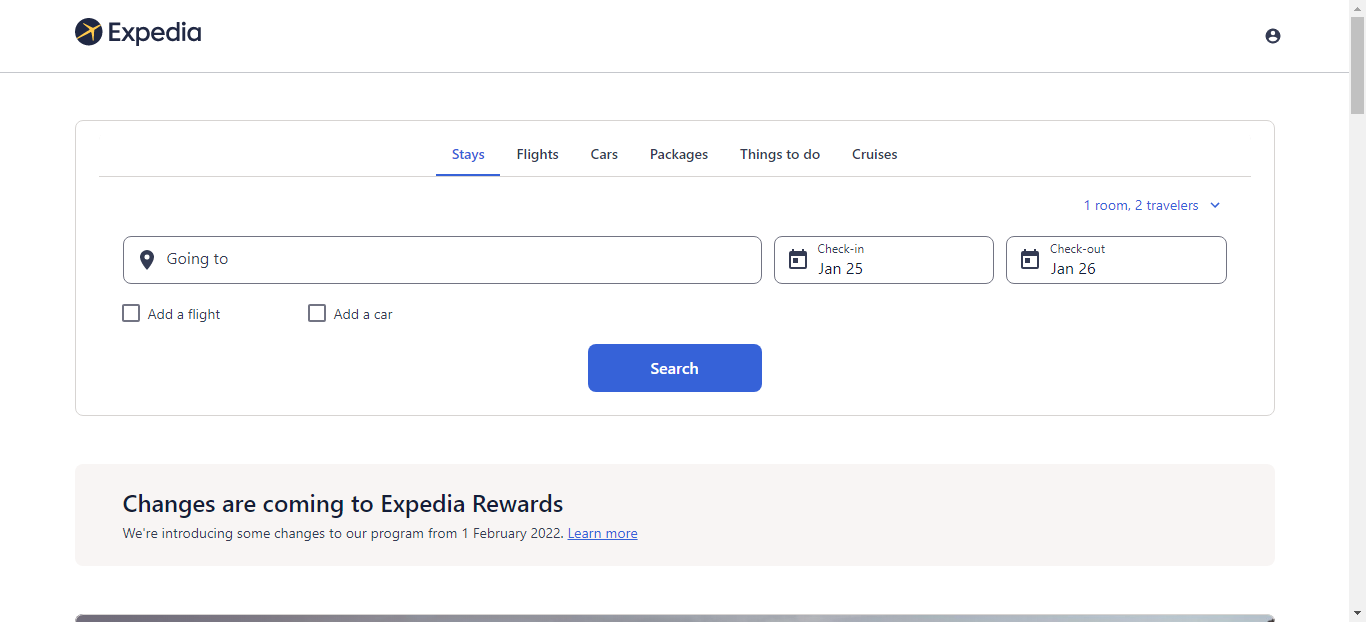 Expedia
Stays Flights Cars Packages Things to do Cruises
1 room, 2 travelers
Going to
Check-in
Jan 25
Check-out
Jan 26
Add a flight Add a car
Search
Changes are coming to Expedia Rewards
We're introducing some changes to our program from 1 February 2022. Learn more